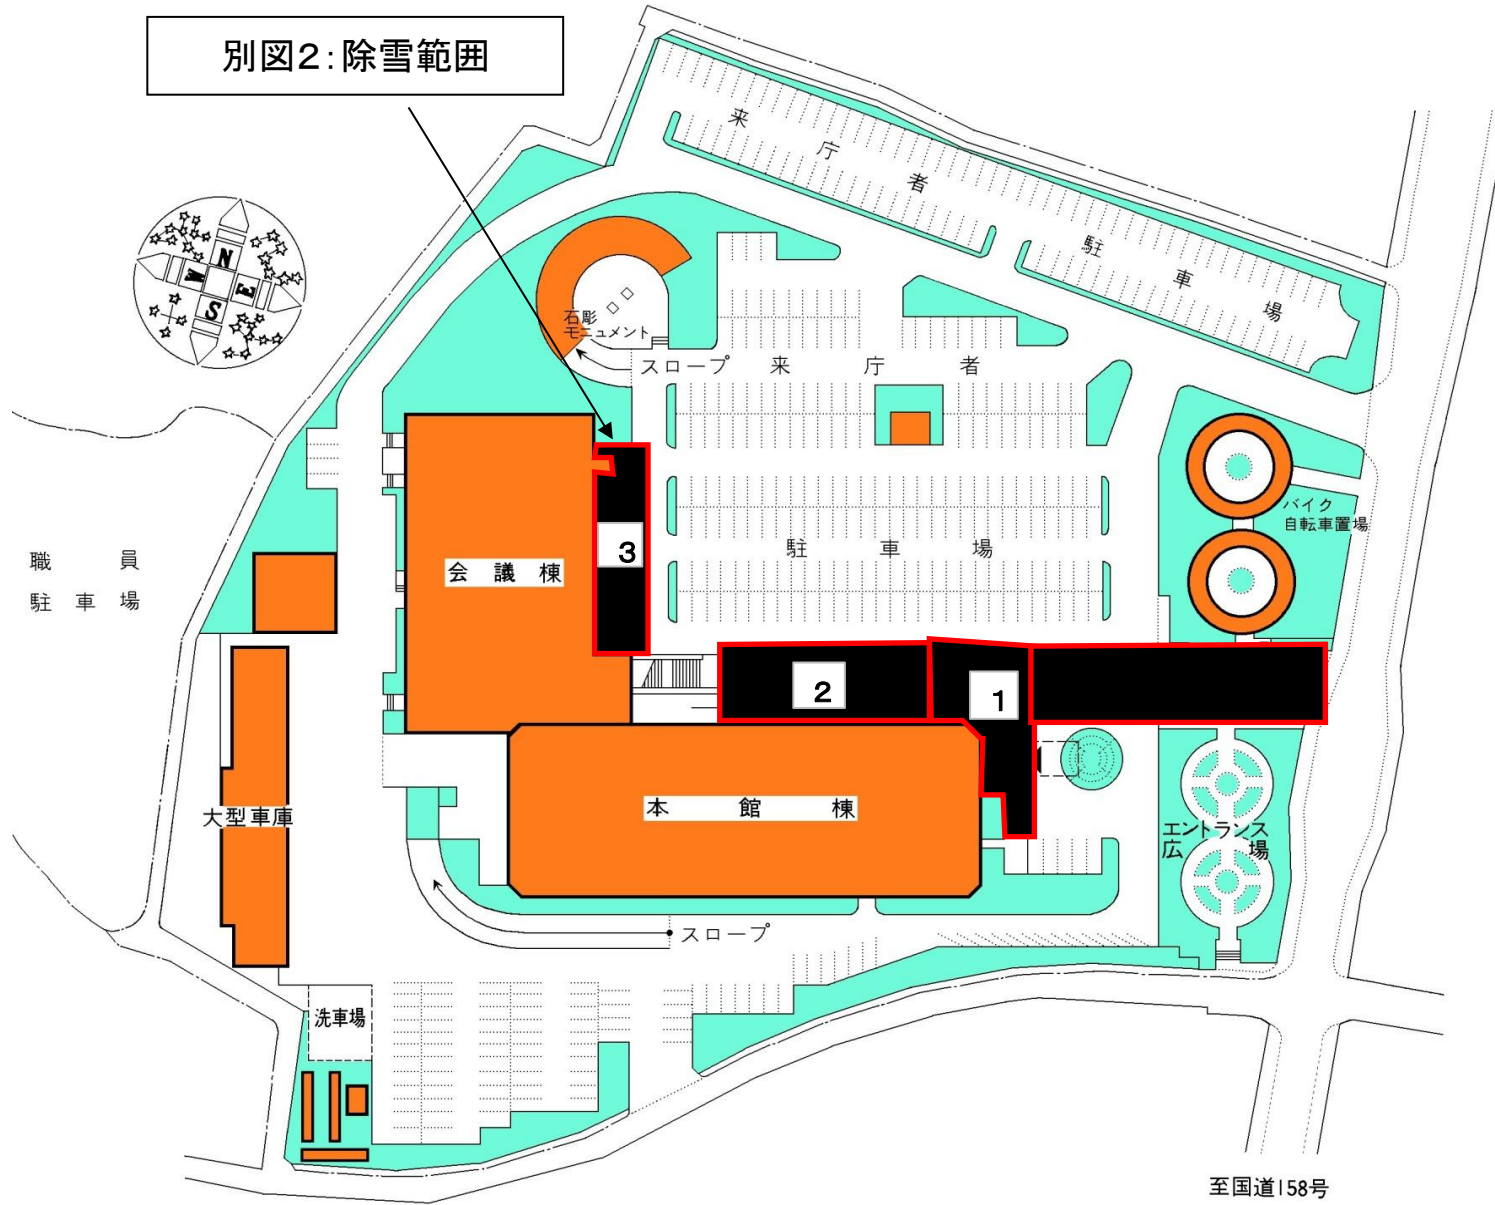 別図2:除雪範囲
来庁者駐車場
N
W
E
S
石彫
モニュメント
スロープ
来庁者
駐車場
バイク
自転車置場
職員
駐車場
会議棟
3
2
1
本館棟
大型車庫
エントランス
広場
スロープ
洗車場
至国道158号